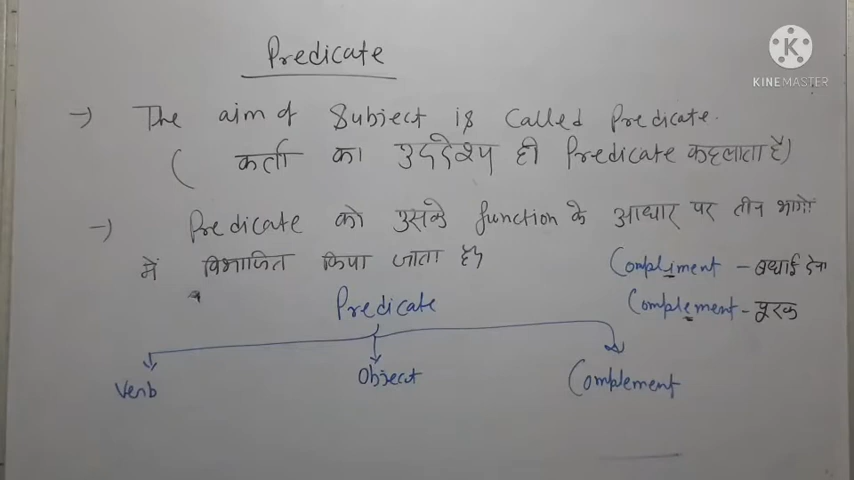 Predicate
K
KINEMASTER
→ The aim of Subject is Called Predicate.
( कर्ता का उद्देश्य ही Predicate कहलाता है)
→ Predicate को उसके function के आधार पर तीन भागों
में विभाजित किया जाता है।
Compliment - बधाई देना
Complement - पूरक
Predicate
Verb
Object
Complement